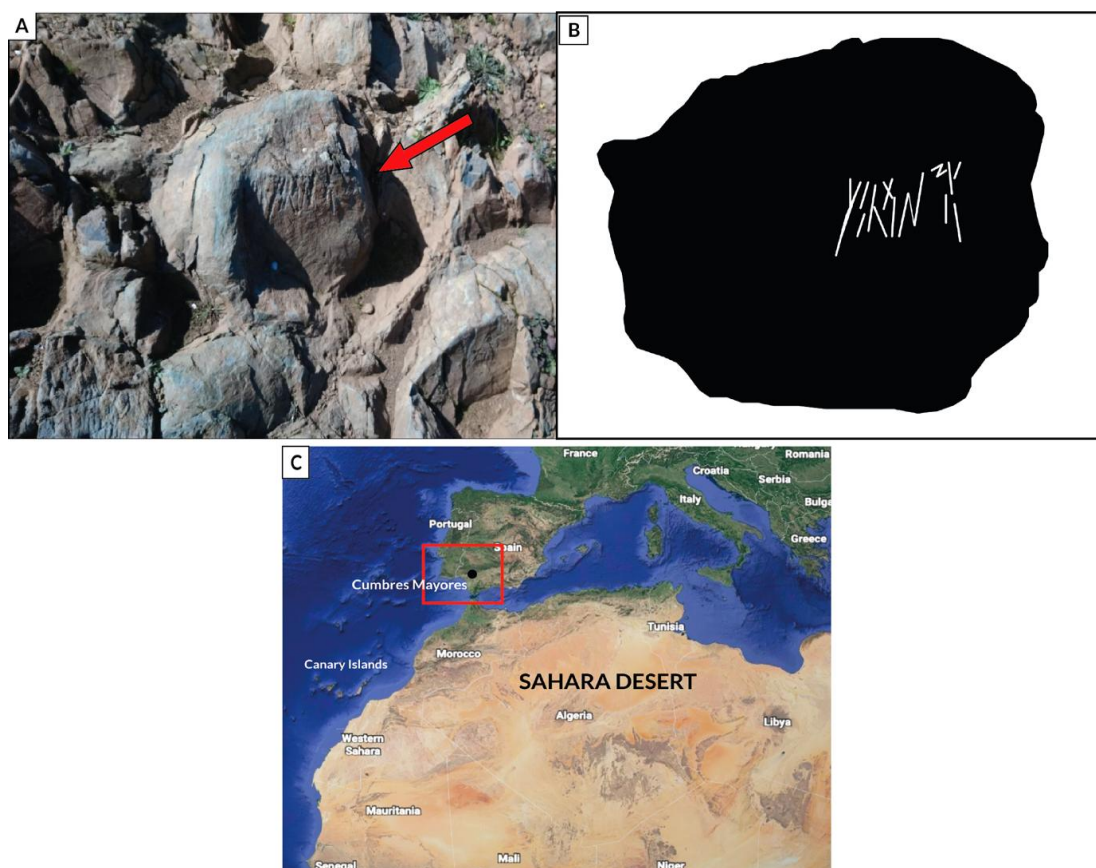 A
B
C
France
Romania
Croatia
Serbia
Bulga
Italy
Portugal
Spain
Greece
Cumbres Mayores
Tunisia
Morocco
Canary Islands
SAHARA DESERT
Algeria
Libya
Western
Sahara
Mauritania
Mali
Niger
Senegal